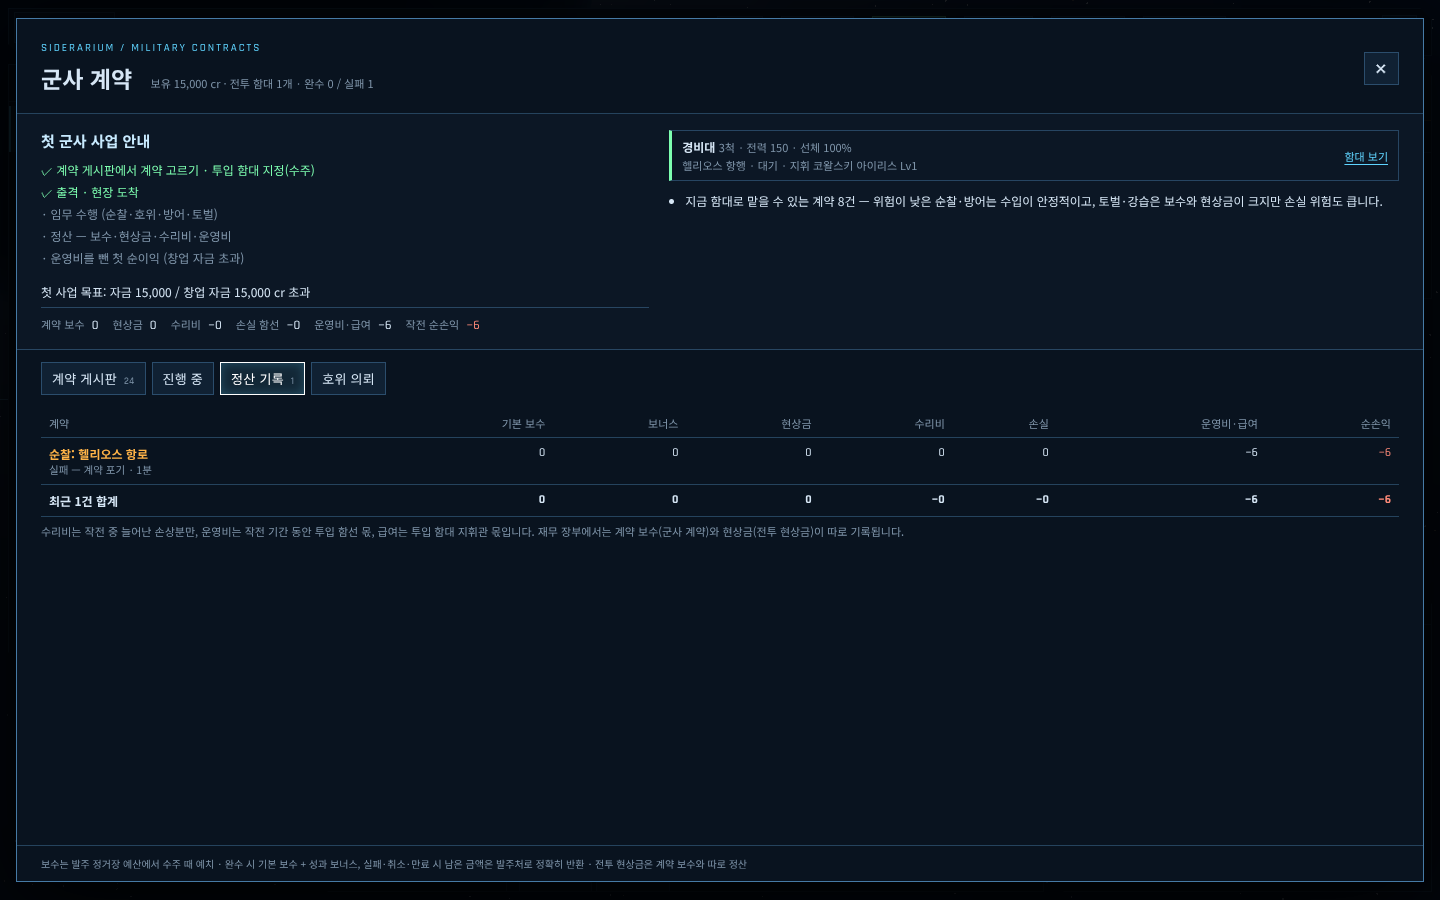 SIDERARIUM / MILITARY CONTRACTS
군사 계약 보유 15,000 cr · 전투 함대 1개 · 완수 0 / 실패 1
×
첫 군사 사업 안내
✓ 계약 게시판에서 계약 고르기 · 투입 함대 지정(수주)
✓ 출격 · 현장 도착
· 임무 수행 (순찰·호위·방어·토벌)
· 정산 — 보수·현상금·수리비·운영비
· 운영비를 뺀 첫 순이익 (창업 자금 초과)
첫 사업 목표: 자금 15,000 / 창업 자금 15,000 cr 초과
계약 보수 0 현상금 0 수리비 −0 손실 함선 −0 운영비·급여 −6 작전 순손익 −6
경비대 3척 · 전력 150 · 선체 100%
헬리오스 항행 · 대기 · 지휘 코왈스키 아이리스 Lv1
함대 보기
• 지금 함대로 맡을 수 있는 계약 8건 — 위험이 낮은 순찰·방어는 수입이 안정적이고, 토벌·강습은 보수와 현상금이 크지만 손실 위험도 큽니다.
계약 게시판 24 진행 중 정산 기록 1 호위 의뢰
계약 기본 보수 보너스 현상금 수리비 손실 운영비·급여 순손익
순찰: 헬리오스 항로 0 0 0 0 0 −6 −6
실패 — 계약 포기 · 1분
최근 1건 합계 0 0 0 −0 −0 −6 −6
수리비는 작전 중 늘어난 손상분만, 운영비는 작전 기간 동안 투입 함선 몫, 급여는 투입 함대 지휘관 몫입니다. 재무 장부에서는 계약 보수(군사 계약)와 현상금(전투 현상금)이 따로 기록됩니다.
보수는 발주 정거장 예산에서 수주 때 예치 · 완수 시 기본 보수 + 성과 보너스, 실패·취소·만료 시 남은 금액은 발주처로 정확히 반환 · 전투 현상금은 계약 보수와 따로 정산